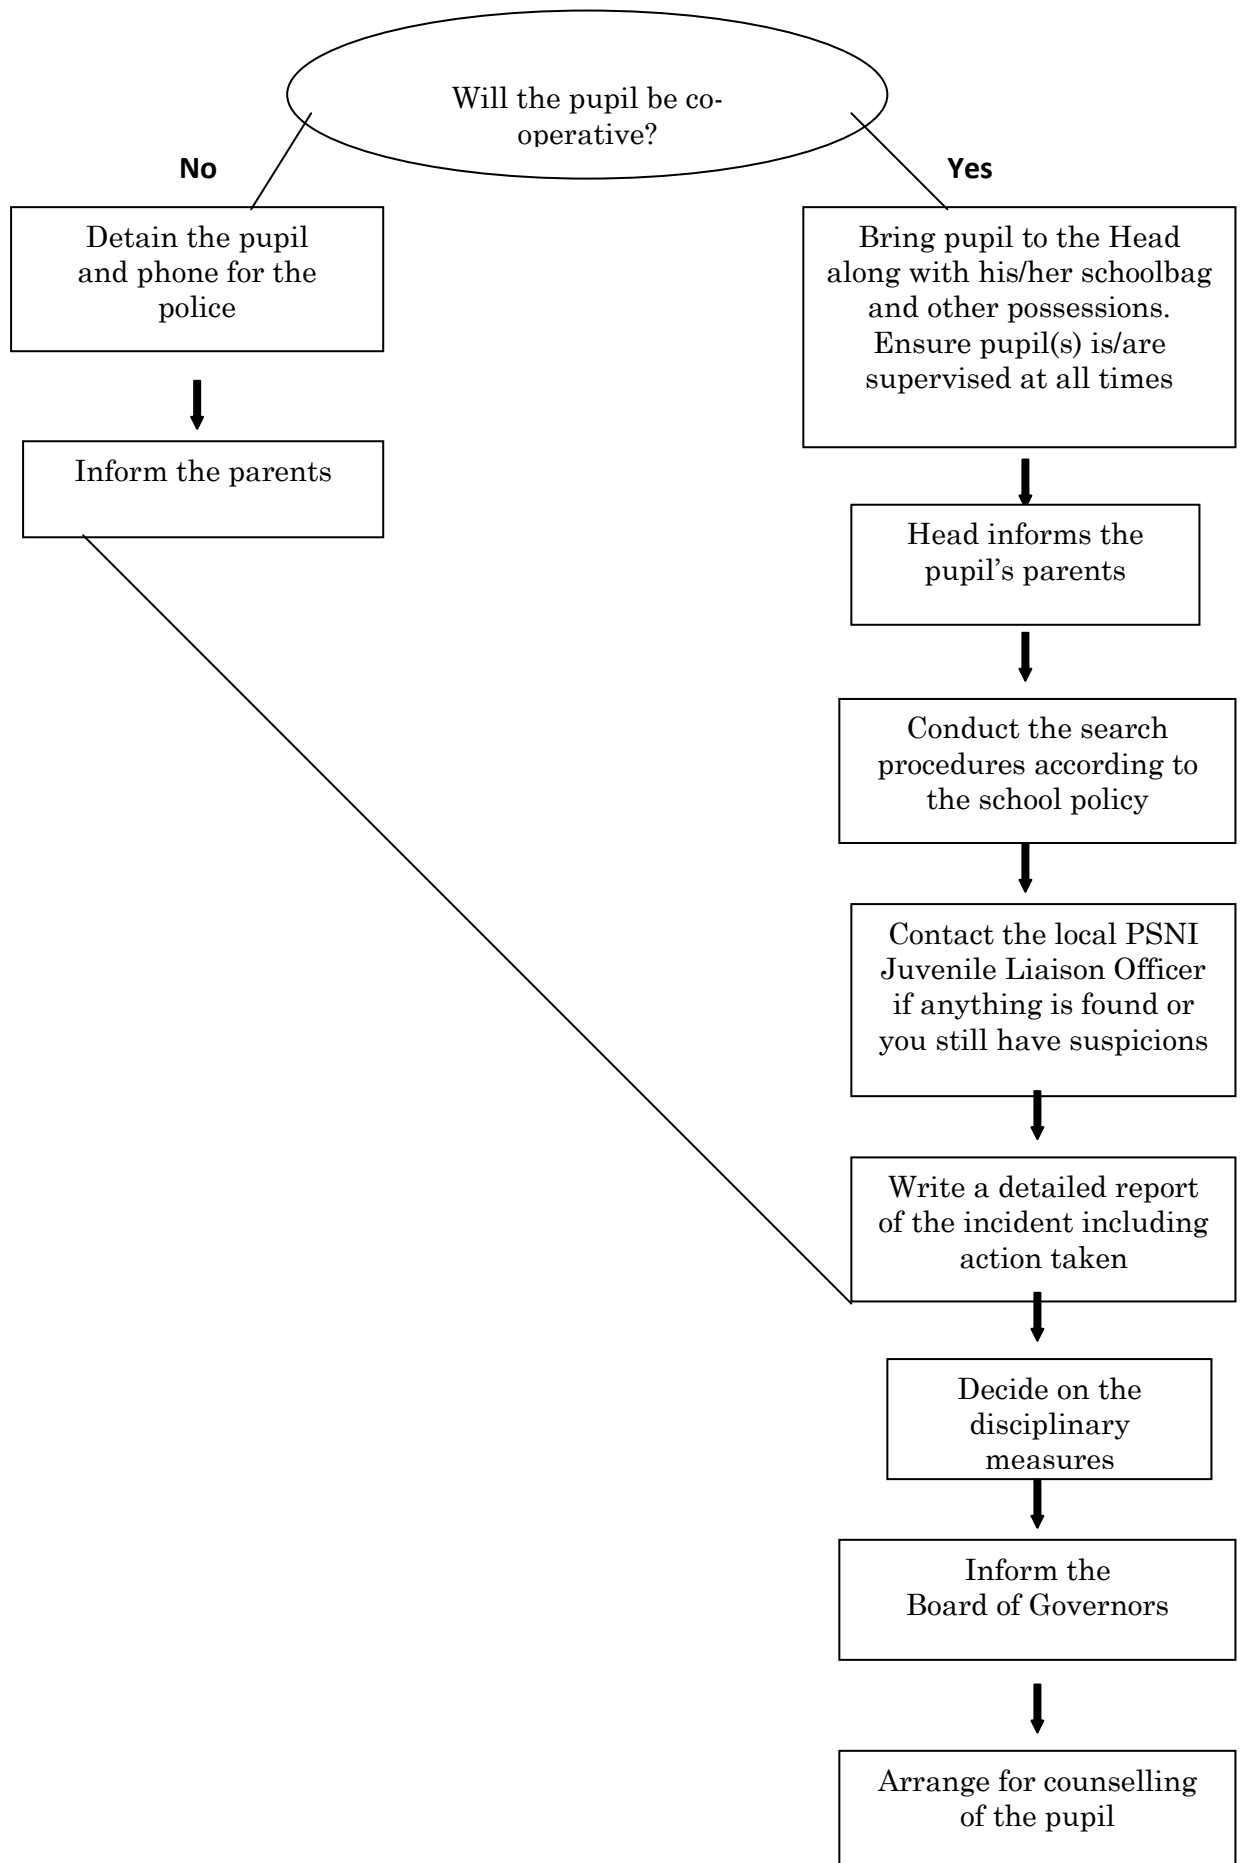 Will the pupil be co-
operative?
No
Yes
Detain the pupil
and phone for the
police
Inform the parents
Bring pupil to the Head
along with his/her schoolbag
and other possessions.
Ensure pupil(s) is/are
supervised at all times
Head informs the
pupil’s parents
Conduct the search
procedures according to
the school policy
Contact the local PSNI
Juvenile Liaison Officer
if anything is found or
you still have suspicions
Write a detailed report
of the incident including
action taken
Decide on the
disciplinary
measures
Inform the
Board of Governors
Arrange for counselling
of the pupil